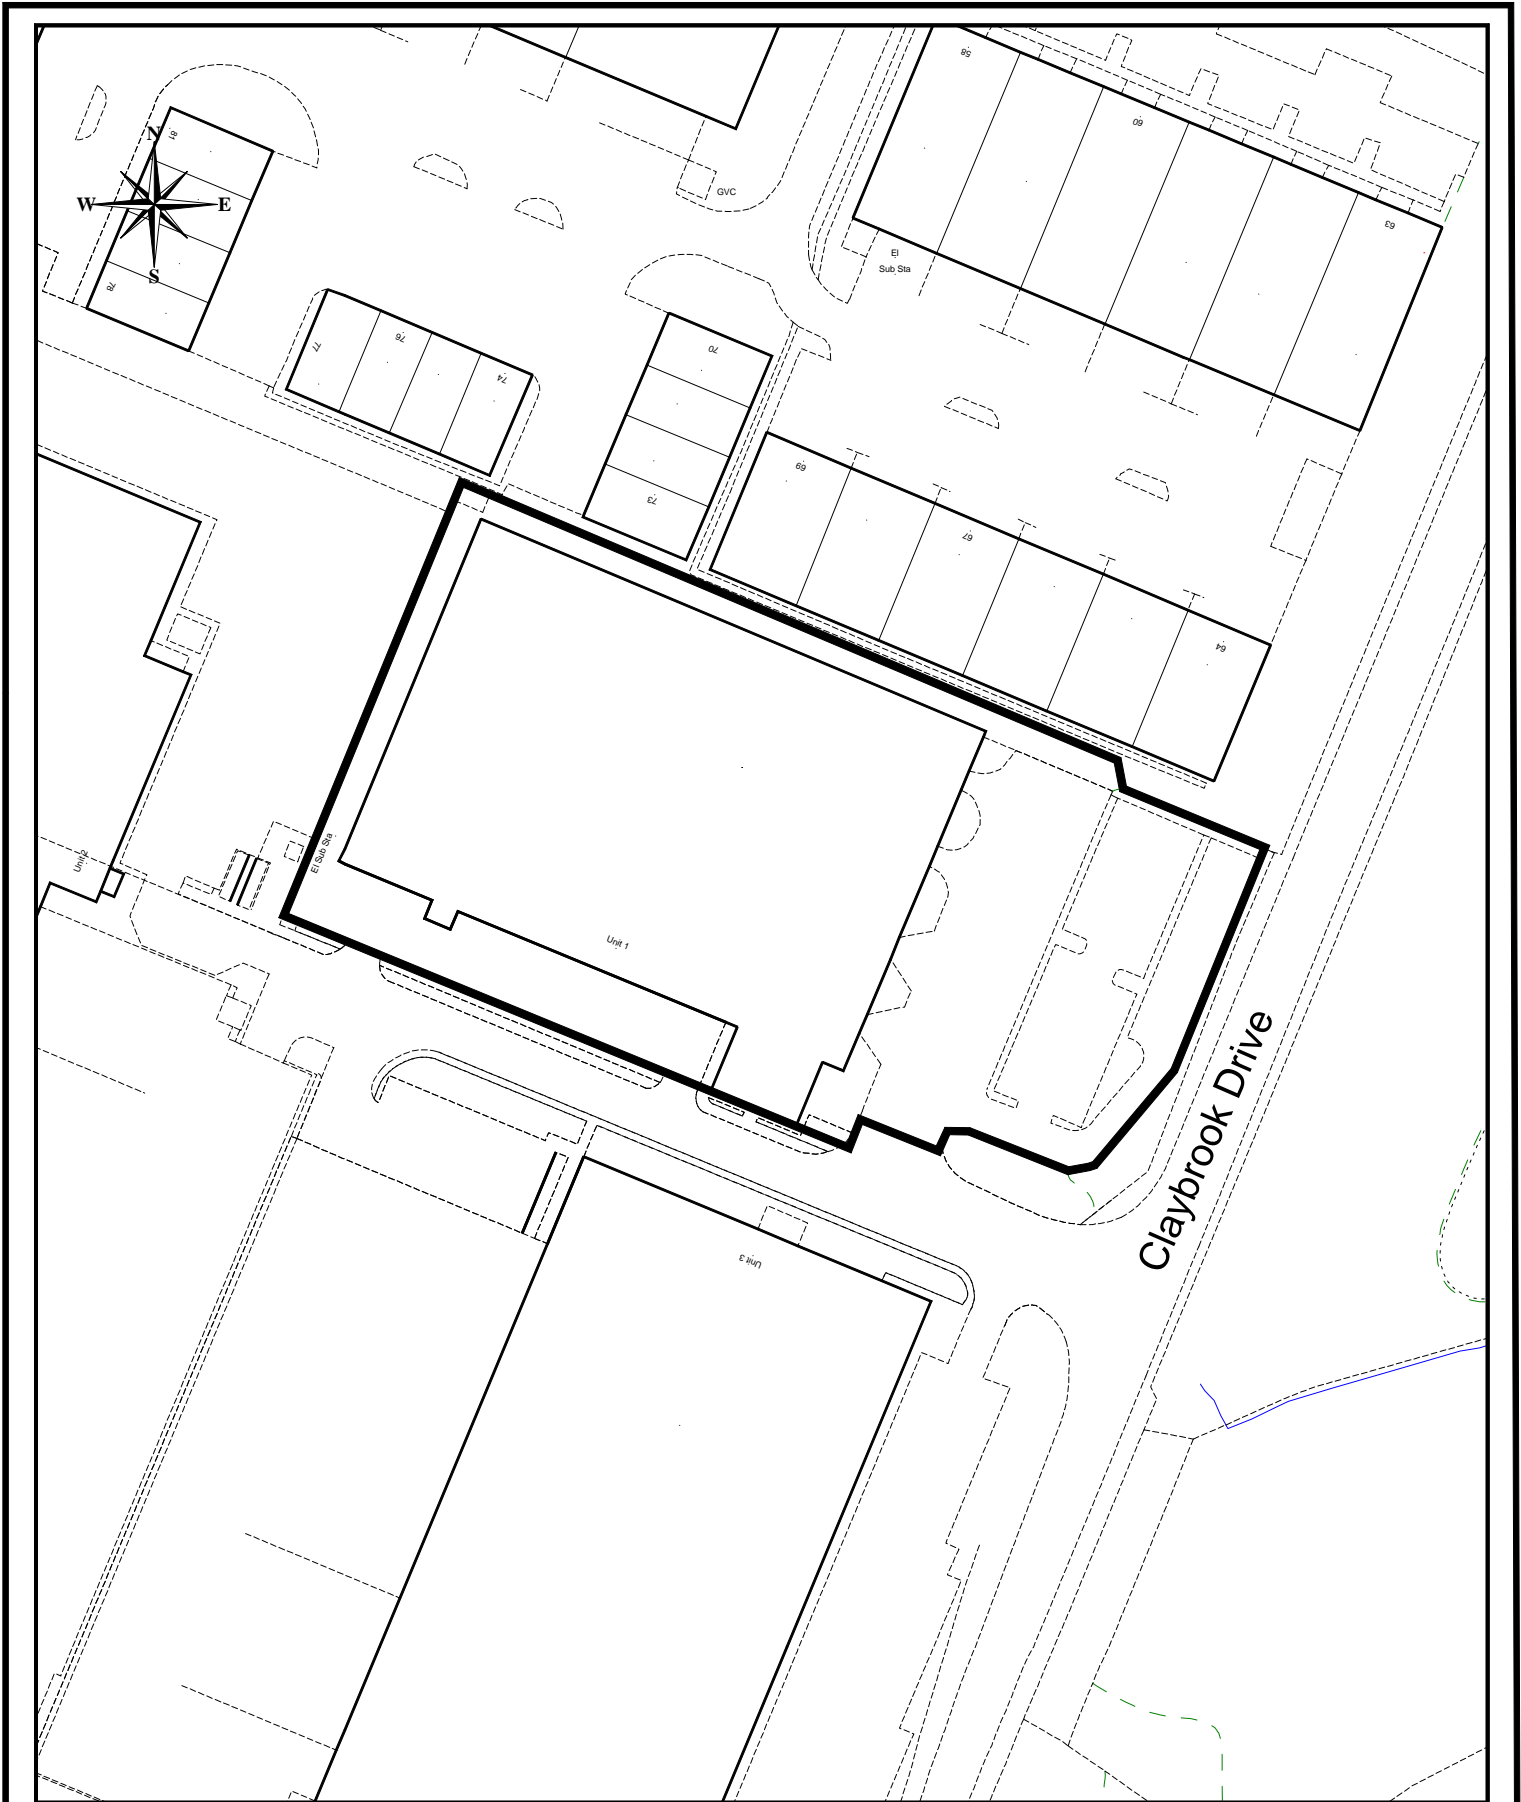 58
60
63
81
N
W
E
S
78
GVC
El
Sub Sta
77
76
74
70
73
69
67
64
Unit 2
El Sub Sta
Unit 1
Claybrook Drive
Unit 3